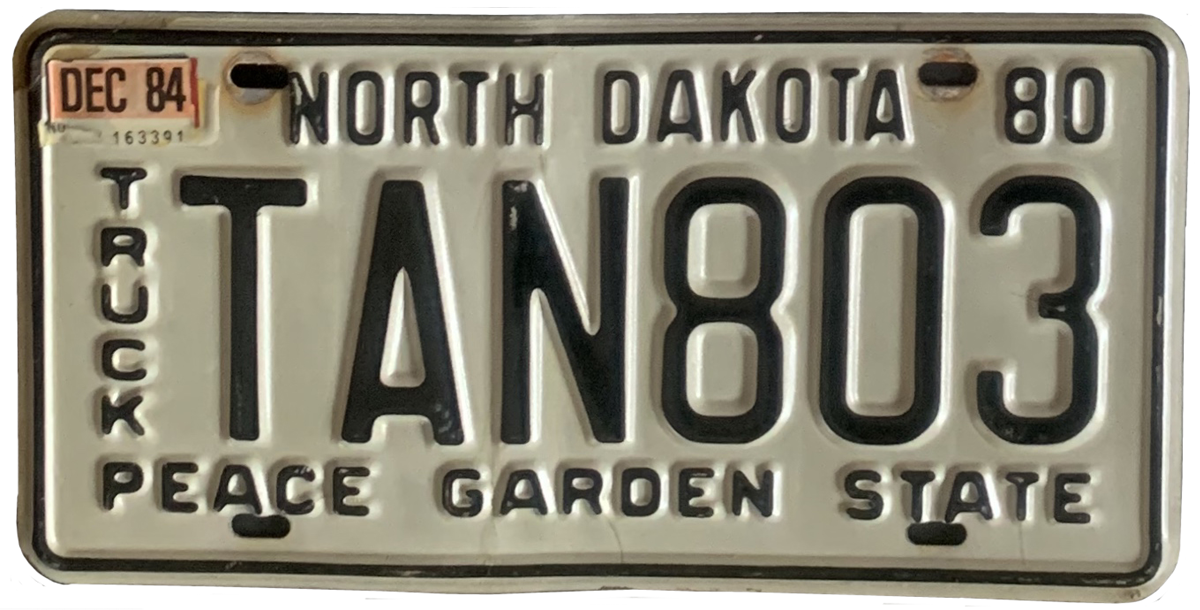 DEC 84
163391
NORTH DAKOTA 80
TRUCK
TAN803
PEACE GARDEN STATE